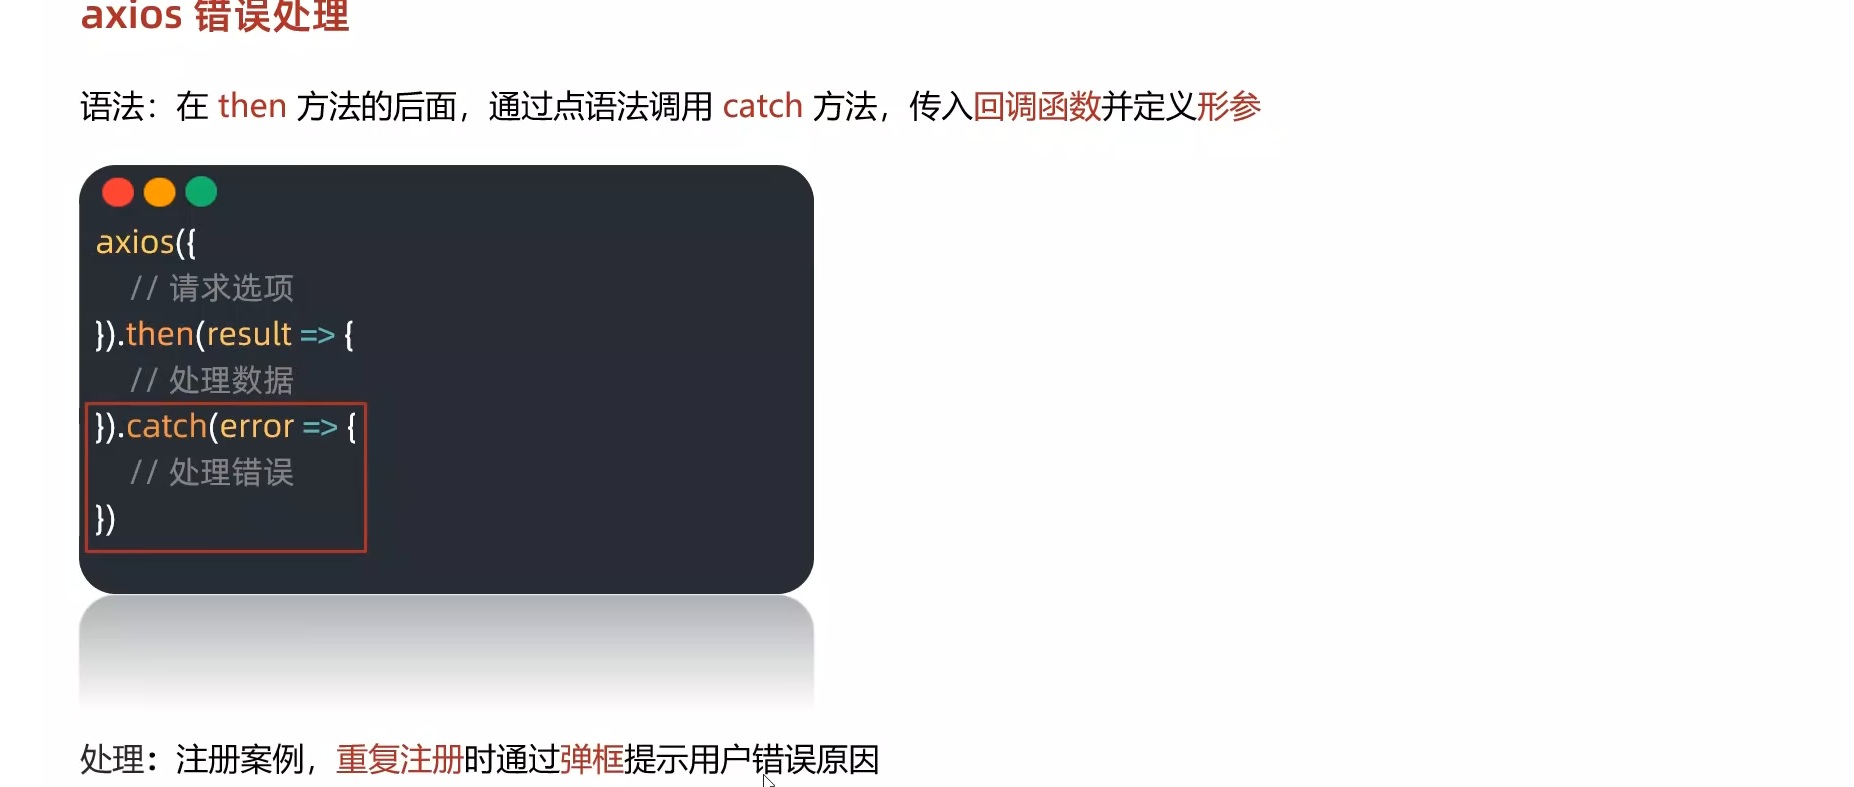 axios 错误处理
语法：在 then 方法的后面，通过点语法调用 catch 方法，传入回调函数并定义形参
axios({
// 请求选项
}).then(result => {
// 处理数据
}).catch(error => {
// 处理错误
})
处理：注册案例，重复注册时通过弹框提示用户错误原因